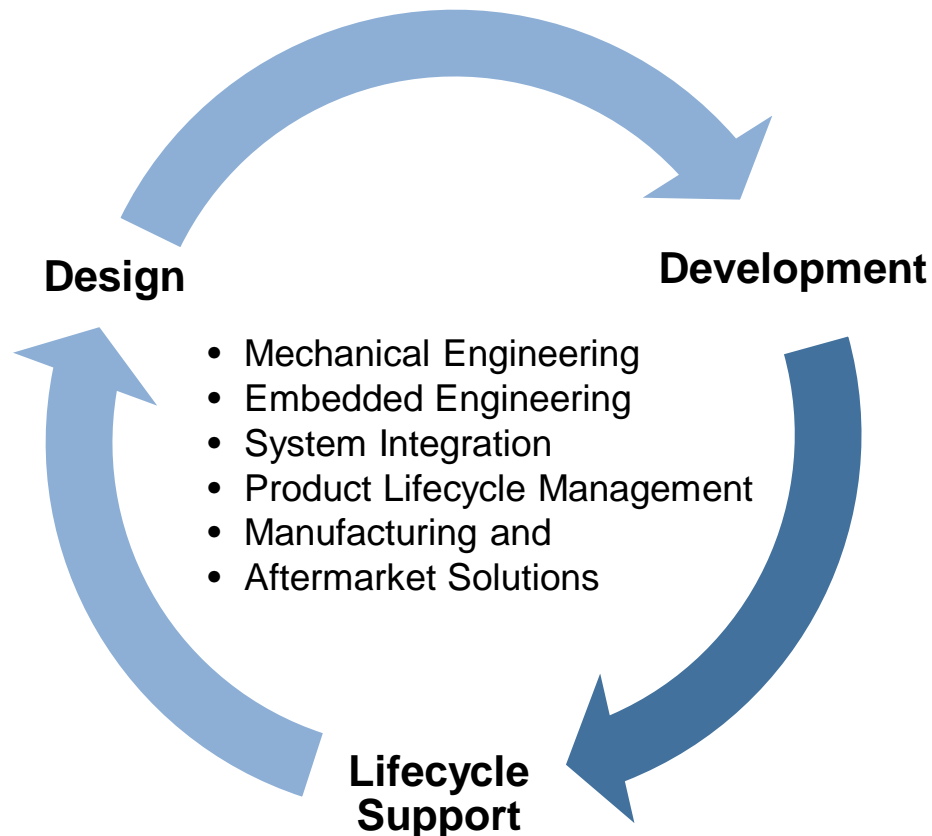 Design
Development
• Mechanical Engineering
• Embedded Engineering
• System Integration
• Product Lifecycle Management
• Manufacturing and
• Aftermarket Solutions
Lifecycle
Support